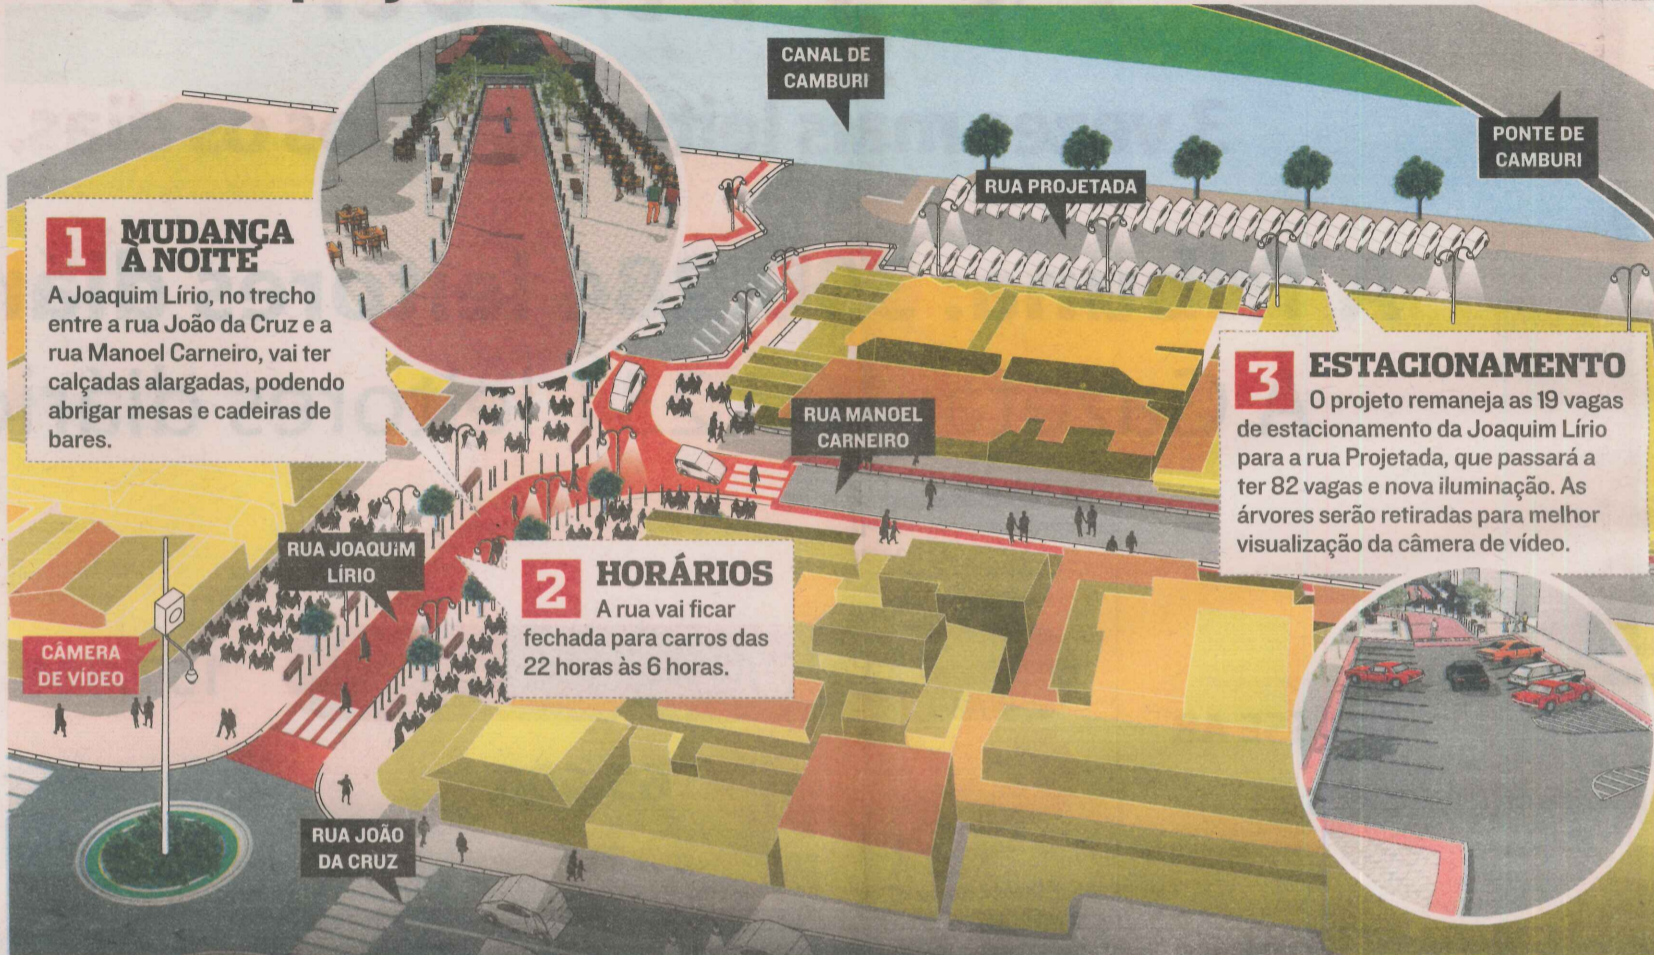 CANAL DE
CAMBURI
PONTE DE
CAMBURI
RUA PROJETADA
1 MUDANÇA
À NOITE
A Joaquim Lírio, no trecho
entre a rua João da Cruz e a
rua Manoel Carneiro, vai ter
calçadas alargadas, podendo
abrigar mesas e cadeiras de
bares.
3 ESTACIONAMENTO
O projeto remaneja as 19 vagas
de estacionamento da Joaquim Lírio
para a rua Projetada, que passará a
ter 82 vagas e nova iluminação. As
árvores serão retiradas para melhor
visualização da câmera de vídeo.
RUA MANOEL
CARNEIRO
RUA JOAQUIM
LÍRIO
2 HORÁRIOS
A rua vai ficar
fechada para carros das
22 horas às 6 horas.
CÂMERA
DE VÍDEO
RUA JOÃO
DA CRUZ